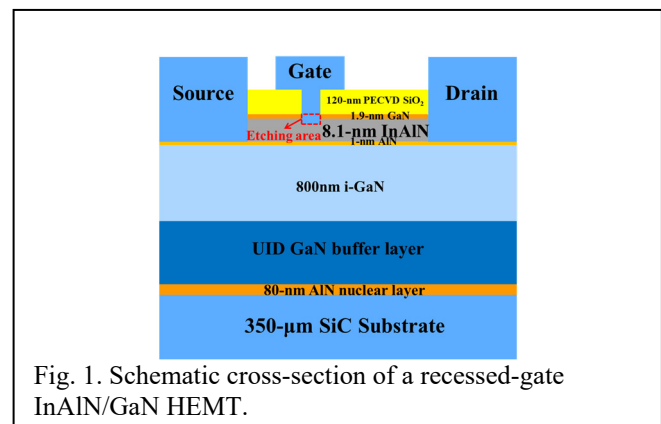 Gate
Source
Drain
120-nm PECVD SiO₂
1.9-nm GaN
Etching area
8.1-nm InAlN
1-nm AlN
800nm i-GaN
UID GaN buffer layer
80-nm AlN nuclear layer
350-μm SiC Substrate
Fig. 1. Schematic cross-section of a recessed-gate
InAlN/GaN HEMT.